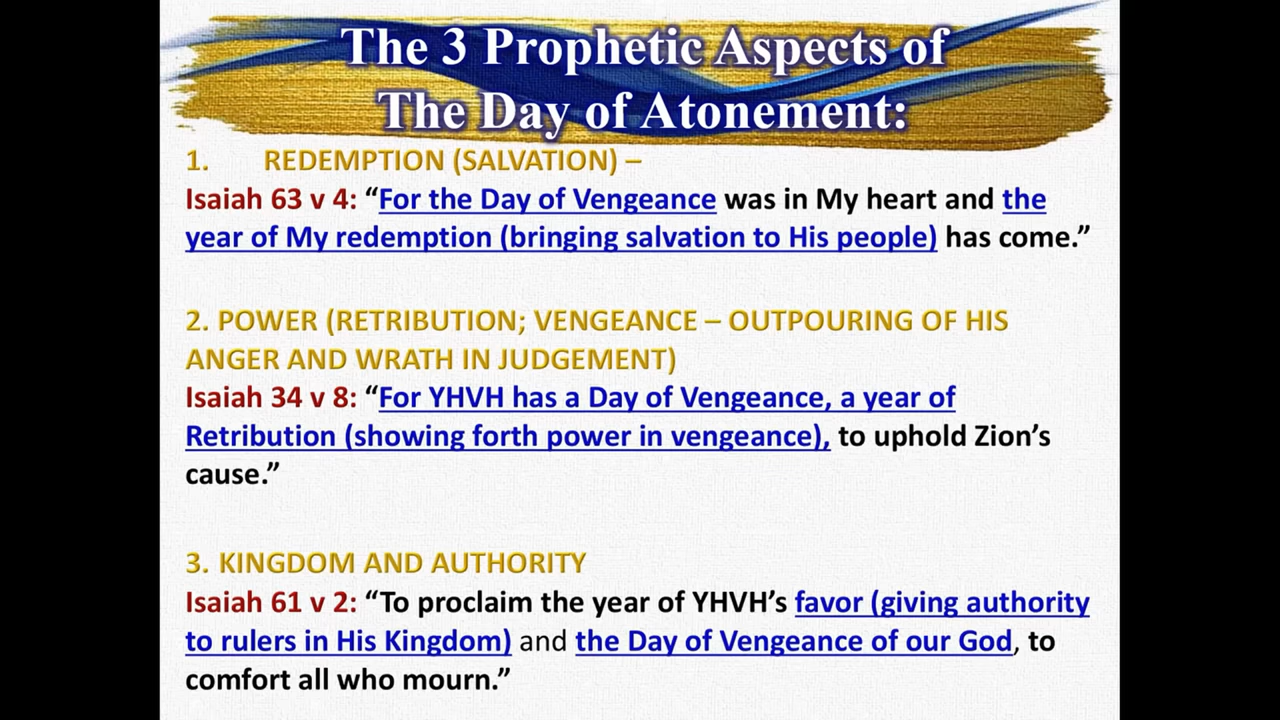 The 3 Prophetic Aspects of
The Day of Atonement:
1. REDEMPTION (SALVATION) –
Isaiah 63 v 4: “For the Day of Vengeance was in My heart and the
year of My redemption (bringing salvation to His people) has come.”
2. POWER (RETRIBUTION; VENGEANCE – OUTPOURING OF HIS
ANGER AND WRATH IN JUDGEMENT)
Isaiah 34 v 8: “For YHVH has a Day of Vengeance, a year of
Retribution (showing forth power in vengeance), to uphold Zion’s
cause.”
3. KINGDOM AND AUTHORITY
Isaiah 61 v 2: “To proclaim the year of YHVH’s favor (giving authority
to rulers in His Kingdom) and the Day of Vengeance of our God, to
comfort all who mourn.”